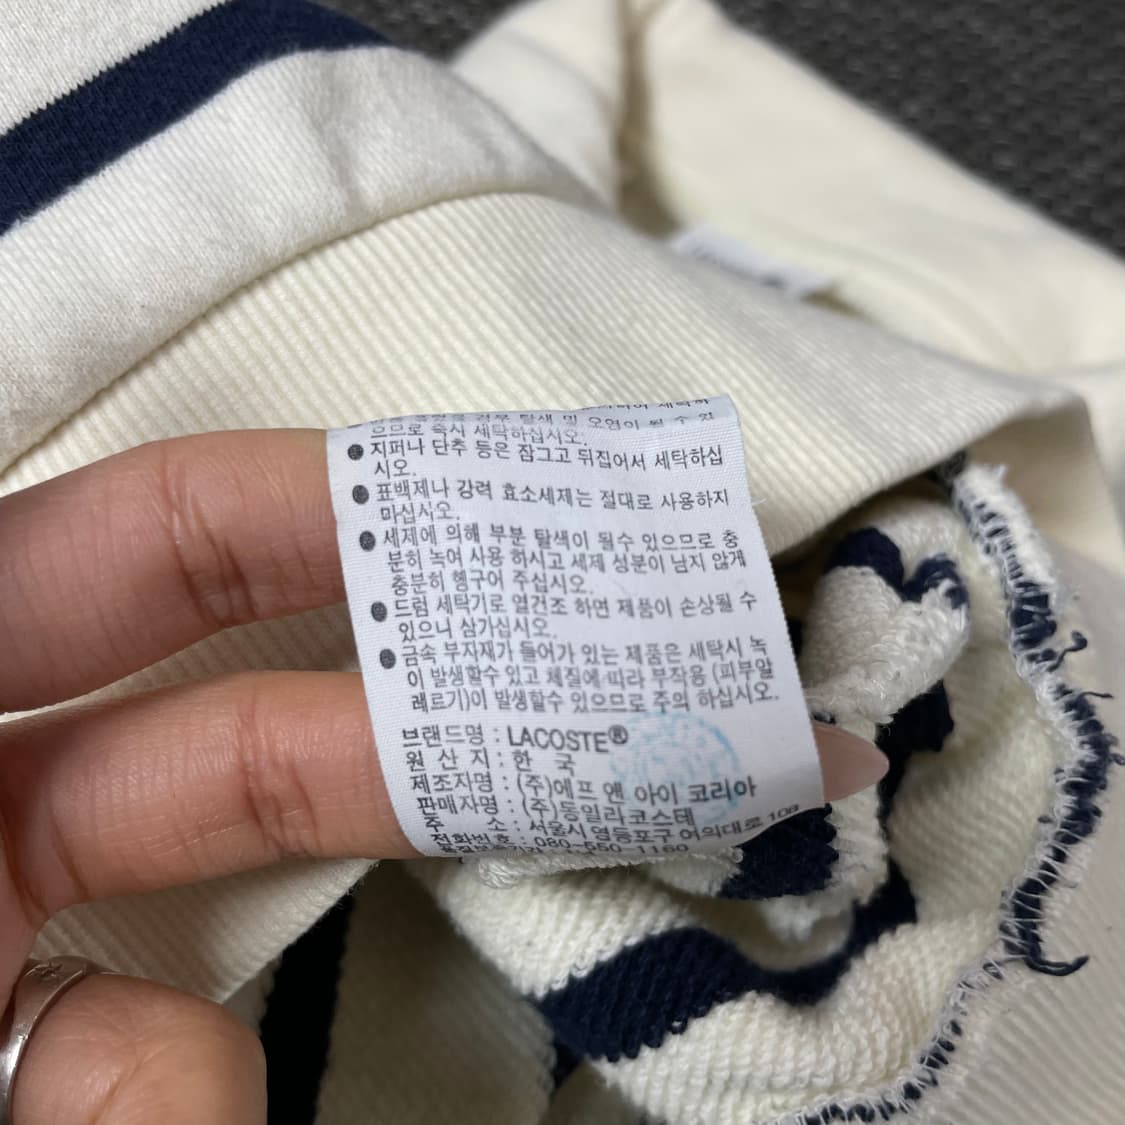 경우 탈색 및 오염이 될 수 있
으므로 즉시 세탁하십시오.
● 지퍼나 단추 등은 잠그고 뒤집어서 세탁하십
시오.
● 표백제나 강력 효소세제는 절대로 사용하지
마십시오.
● 세제에 의해 부분 탈색이 될수 있으므로 충
분히 녹여 사용 하시고 세제 성분이 남지 않게
충분히 헹구어 주십시오.
● 드럼 세탁기로 열건조 하면 제품이 손상될 수
있으니 삼가십시오.
● 금속 부자재가 들어가 있는 제품은 세탁시 녹
이 발생할수 있고 체질에 따라 부작용 (피부알
레르기)이 발생할수 있으므로 주의 하십시오.
브랜드명 : LACOSTE®
원 산 지 : 한 국
제조자명 : (주)에프 앤 아이 코리아
판매자명 : (주)동일라코스테
주 소 : 서울시 영등포구 여의대로 108
전화번호 : 080-550-1160